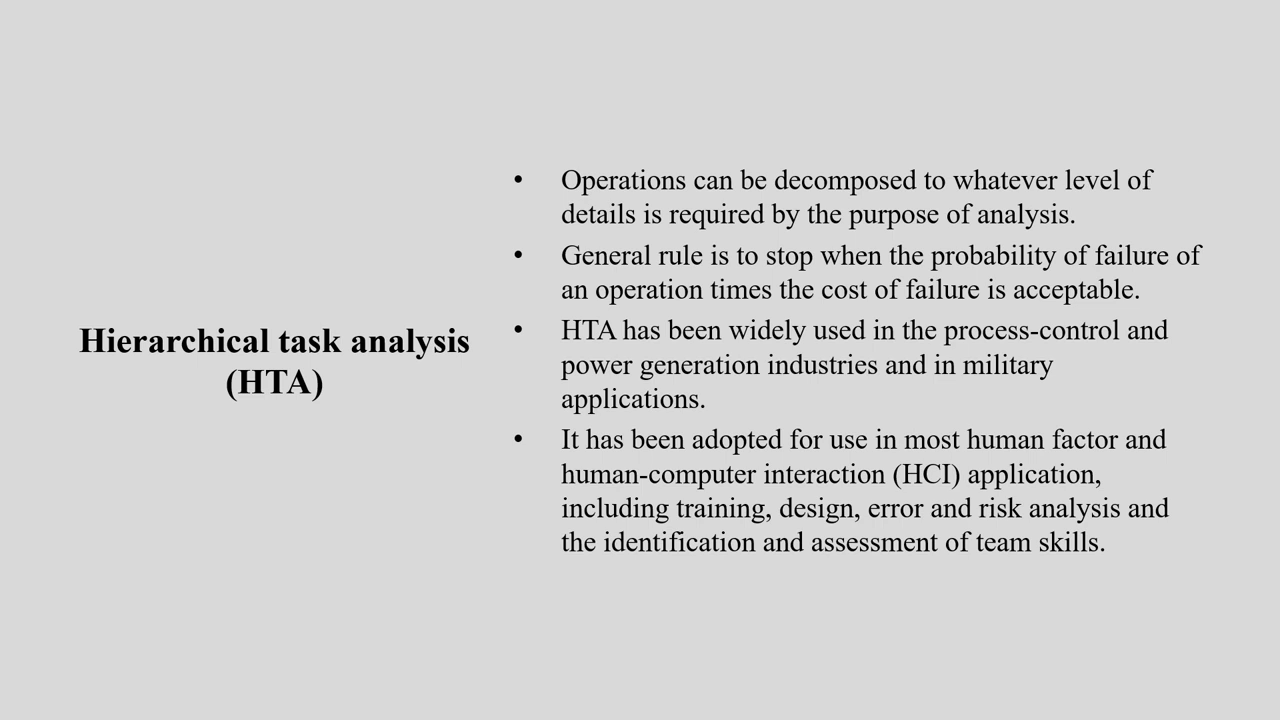 Hierarchical task analysis
(HTA)
• Operations can be decomposed to whatever level of
details is required by the purpose of analysis.
• General rule is to stop when the probability of failure of
an operation times the cost of failure is acceptable.
• HTA has been widely used in the process-control and
power generation industries and in military
applications.
• It has been adopted for use in most human factor and
human-computer interaction (HCI) application,
including training, design, error and risk analysis and
the identification and assessment of team skills.